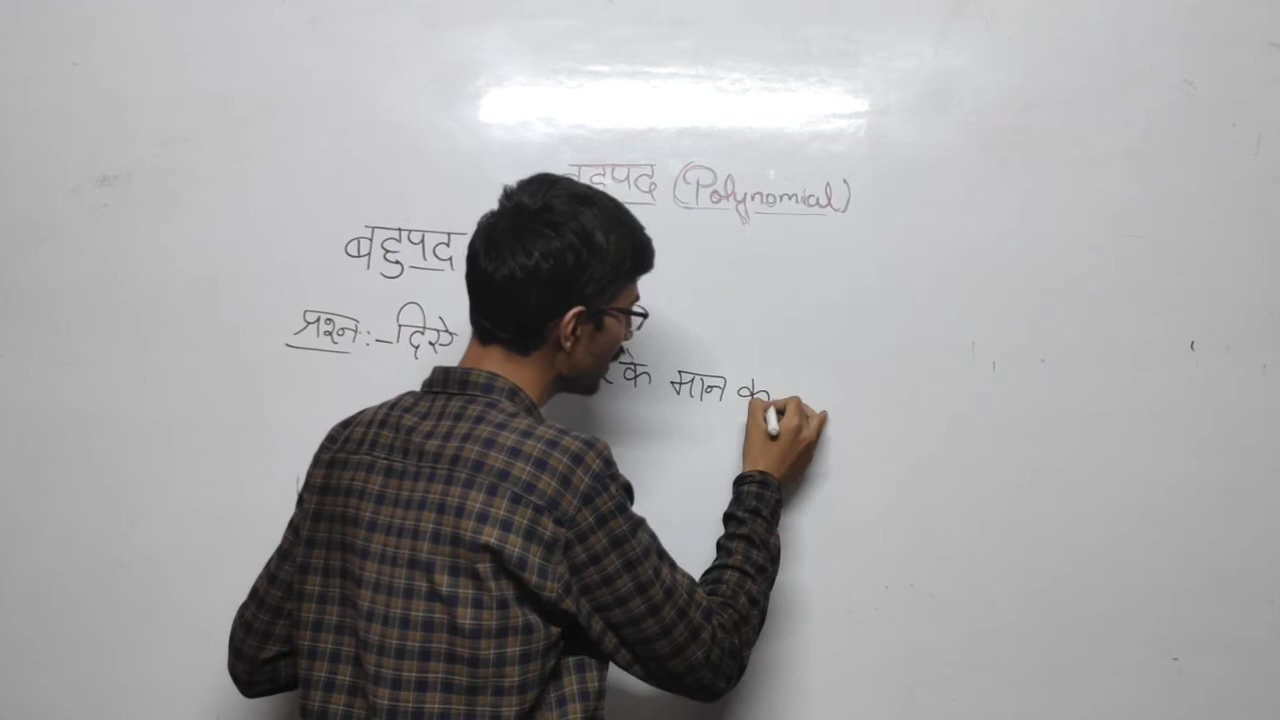 बहुपद (Polynomial)
बहुपद
प्रश्न:- दिए
के मान क